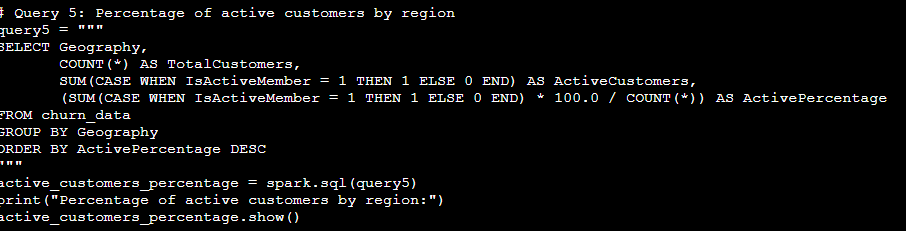 # Query 5: Percentage of active customers by region
query5 = """
SELECT Geography,
       COUNT(*) AS TotalCustomers,
       SUM(CASE WHEN IsActiveMember = 1 THEN 1 ELSE 0 END) AS ActiveCustomers,
       (SUM(CASE WHEN IsActiveMember = 1 THEN 1 ELSE 0 END) * 100.0 / COUNT(*)) AS ActivePercentage
FROM churn_data
GROUP BY Geography
ORDER BY ActivePercentage DESC
"""
active_customers_percentage = spark.sql(query5)
print("Percentage of active customers by region:")
active_customers_percentage.show()